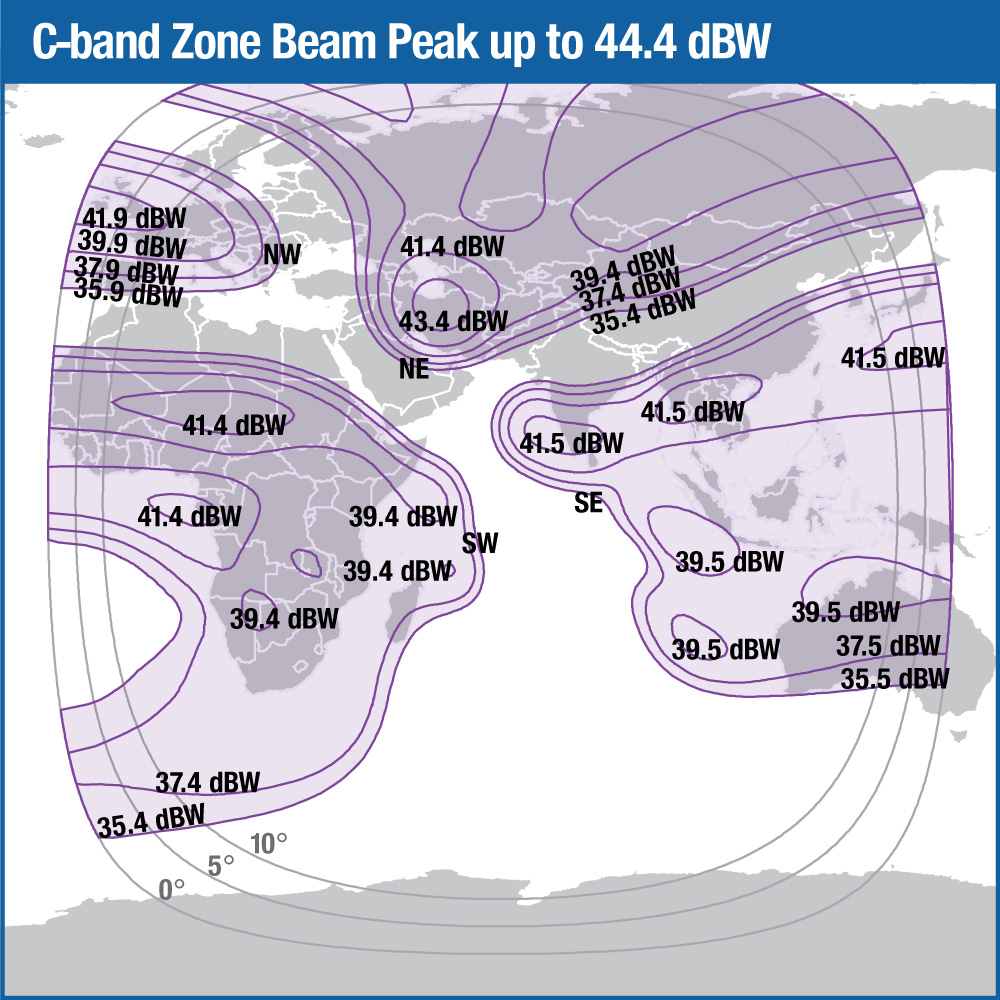 C-band Zone Beam Peak up to 44.4 dBW
41.9 dBW
39.9 dBW
37.9 dBW
35.9 dBW
NW
41.4 dBW
43.4 dBW
NE
39.4 dBW
37.4 dBW
35.4 dBW
41.5 dBW
41.5 dBW
41.5 dBW
SE
41.4 dBW
41.4 dBW
39.4 dBW
SW
39.4 dBW
39.4 dBW
39.5 dBW
39.5 dBW
39.5 dBW
37.5 dBW
35.5 dBW
37.4 dBW
35.4 dBW
10°
5°
0°